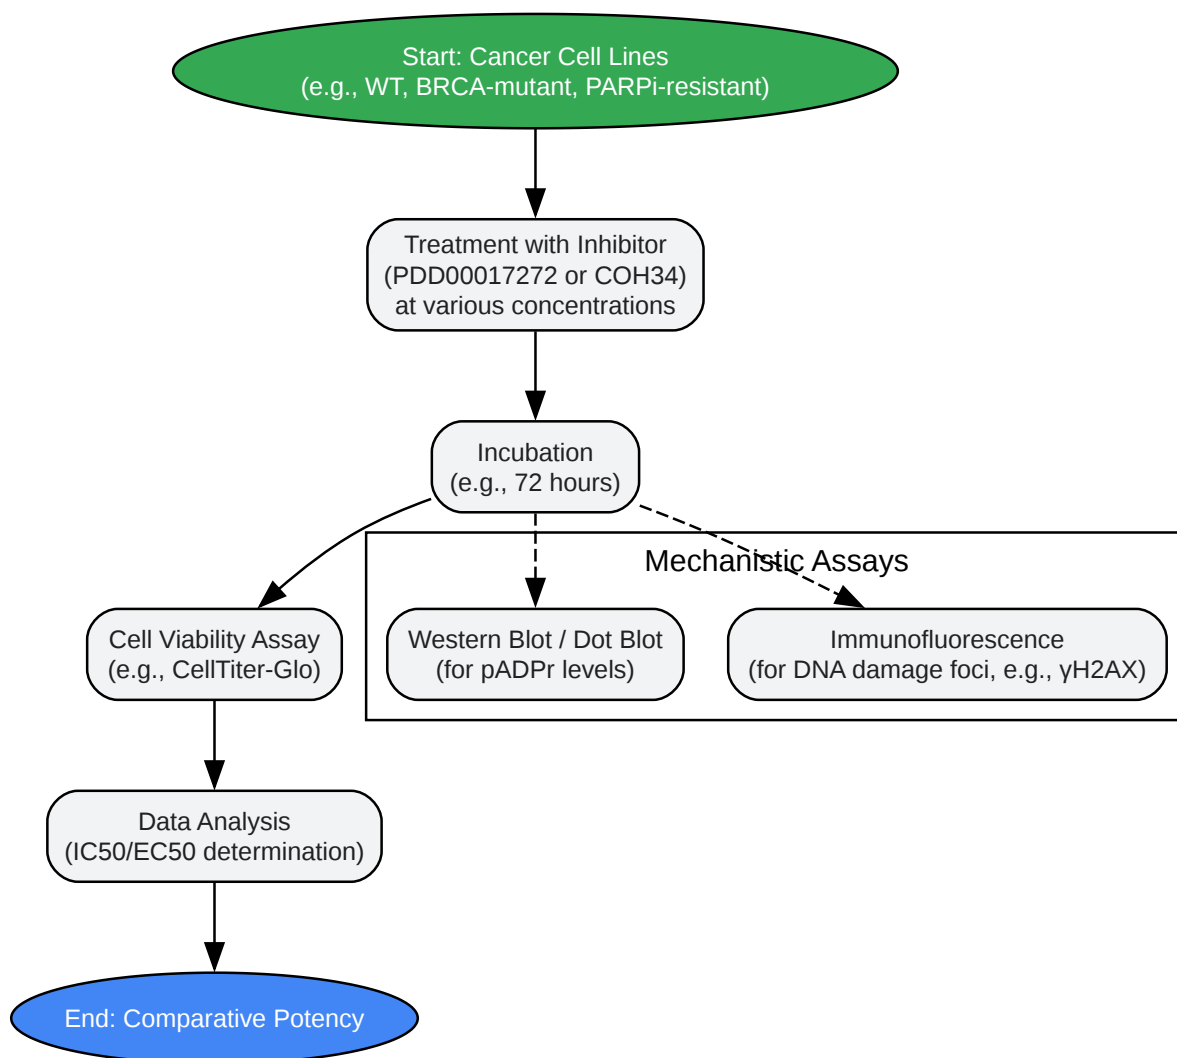 Start: Cancer Cell Lines
(e.g., WT, BRCA-mutant, PARPi-resistant)
Treatment with Inhibitor
(PDD00017272 or COH34)
at various concentrations
Incubation
(e.g., 72 hours)
Mechanistic Assays
Cell Viability Assay
(e.g., CellTiter-Glo)
Western Blot / Dot Blot
(for pADPr levels)
Immunofluorescence
(for DNA damage foci, e.g., γH2AX)
Data Analysis
(IC50/EC50 determination)
End: Comparative Potency